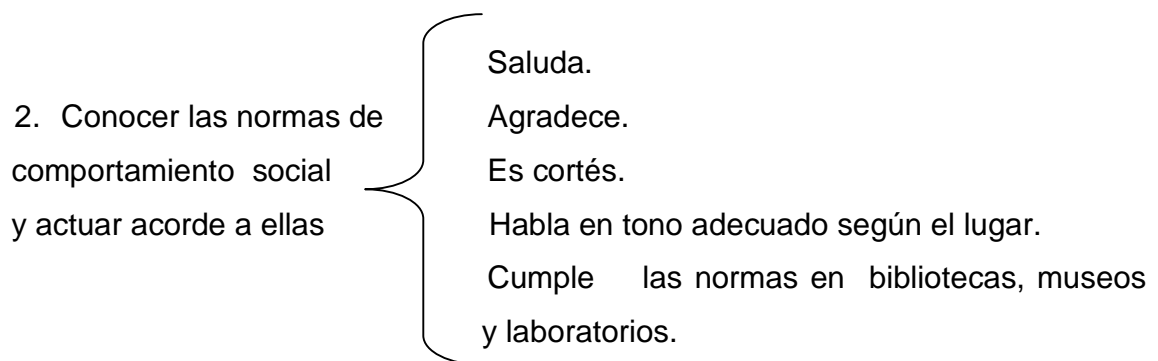 2. Conocer las normas de
comportamiento social
y actuar acorde a ellas
Saluda.
Agradece.
Es cortés.
Habla en tono adecuado según el lugar.
Cumple las normas en bibliotecas, museos
y laboratorios.